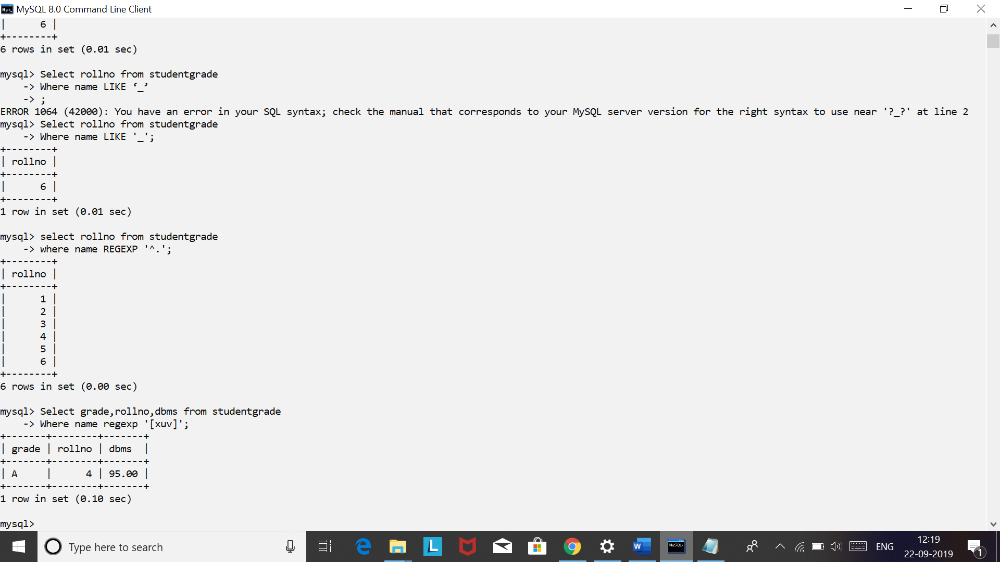 MySQL 8.0 Command Line Client
|      6 |
+--------+
6 rows in set (0.01 sec)
mysql> Select rollno from studentgrade
    -> Where name LIKE ‘_’
    -> ;
ERROR 1064 (42000): You have an error in your SQL syntax; check the manual that corresponds to your MySQL server version for the right syntax to use near '?_?' at line 2
mysql> Select rollno from studentgrade
    -> Where name LIKE '_';
+--------+
| rollno |
+--------+
|      6 |
+--------+
1 row in set (0.01 sec)
mysql> select rollno from studentgrade
    -> where name REGEXP '^.';
+--------+
| rollno |
+--------+
|      1 |
|      2 |
|      3 |
|      4 |
|      5 |
|      6 |
+--------+
6 rows in set (0.00 sec)
mysql> Select grade,rollno,dbms from studentgrade
    -> Where name regexp '[xuv]';
+-------+--------+-------+
| grade | rollno | dbms  |
+-------+--------+-------+
| A     |      4 | 95.00 |
+-------+--------+-------+
1 row in set (0.10 sec)
mysql>
Type here to search
L
W
MySQL>
ENG
12:19
22-09-2019
1